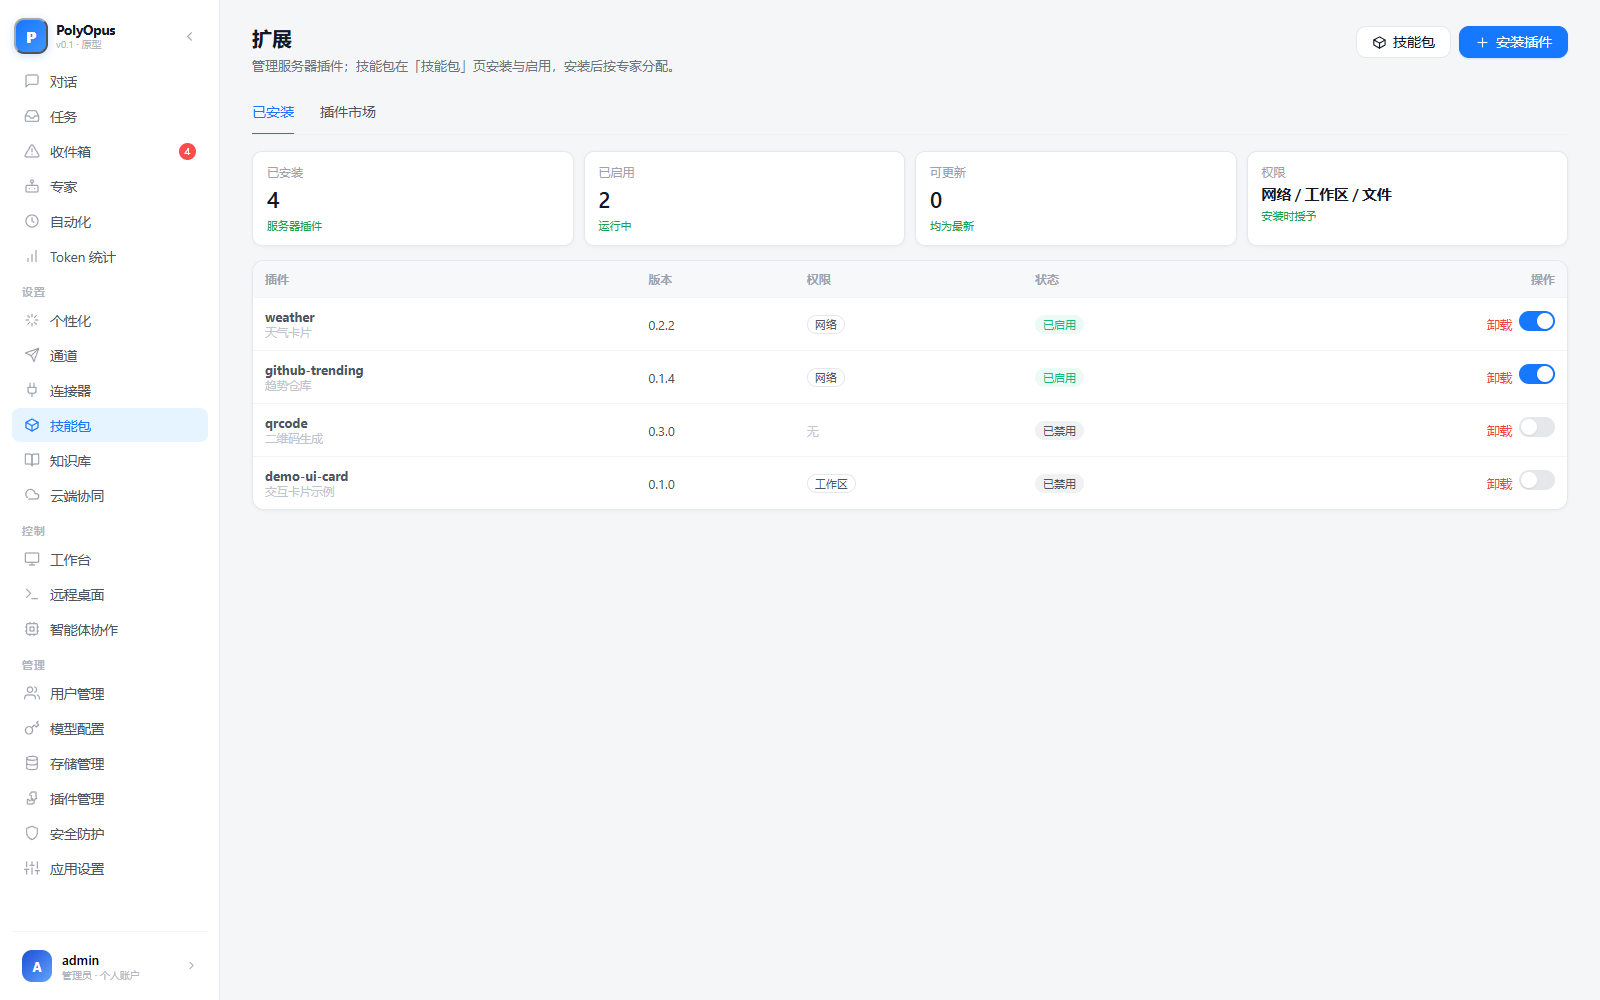 P
PolyOpus
v0.1 · 原型
对话
任务
收件箱
4
专家
自动化
Token 统计
设置
个性化
通道
连接器
技能包
知识库
云端协同
控制
工作台
远程桌面
智能体协作
管理
用户管理
模型配置
存储管理
插件管理
安全防护
应用设置
A
admin
管理员 · 个人账户
扩展
管理服务器插件；技能包在「技能包」页安装与启用，安装后按专家分配。
技能包
安装插件
已安装 插件市场
已安装
4
服务器插件
已启用
2
运行中
可更新
0
均为最新
权限
网络 / 工作区 / 文件
安装时授予
插件 版本 权限 状态 操作
weather
天气卡片
0.2.2 网络 已启用 卸载
github-trending
趋势仓库
0.1.4 网络 已启用 卸载
qrcode
二维码生成
0.3.0 无 已禁用 卸载
demo-ui-card
交互卡片示例
0.1.0 工作区 已禁用 卸载